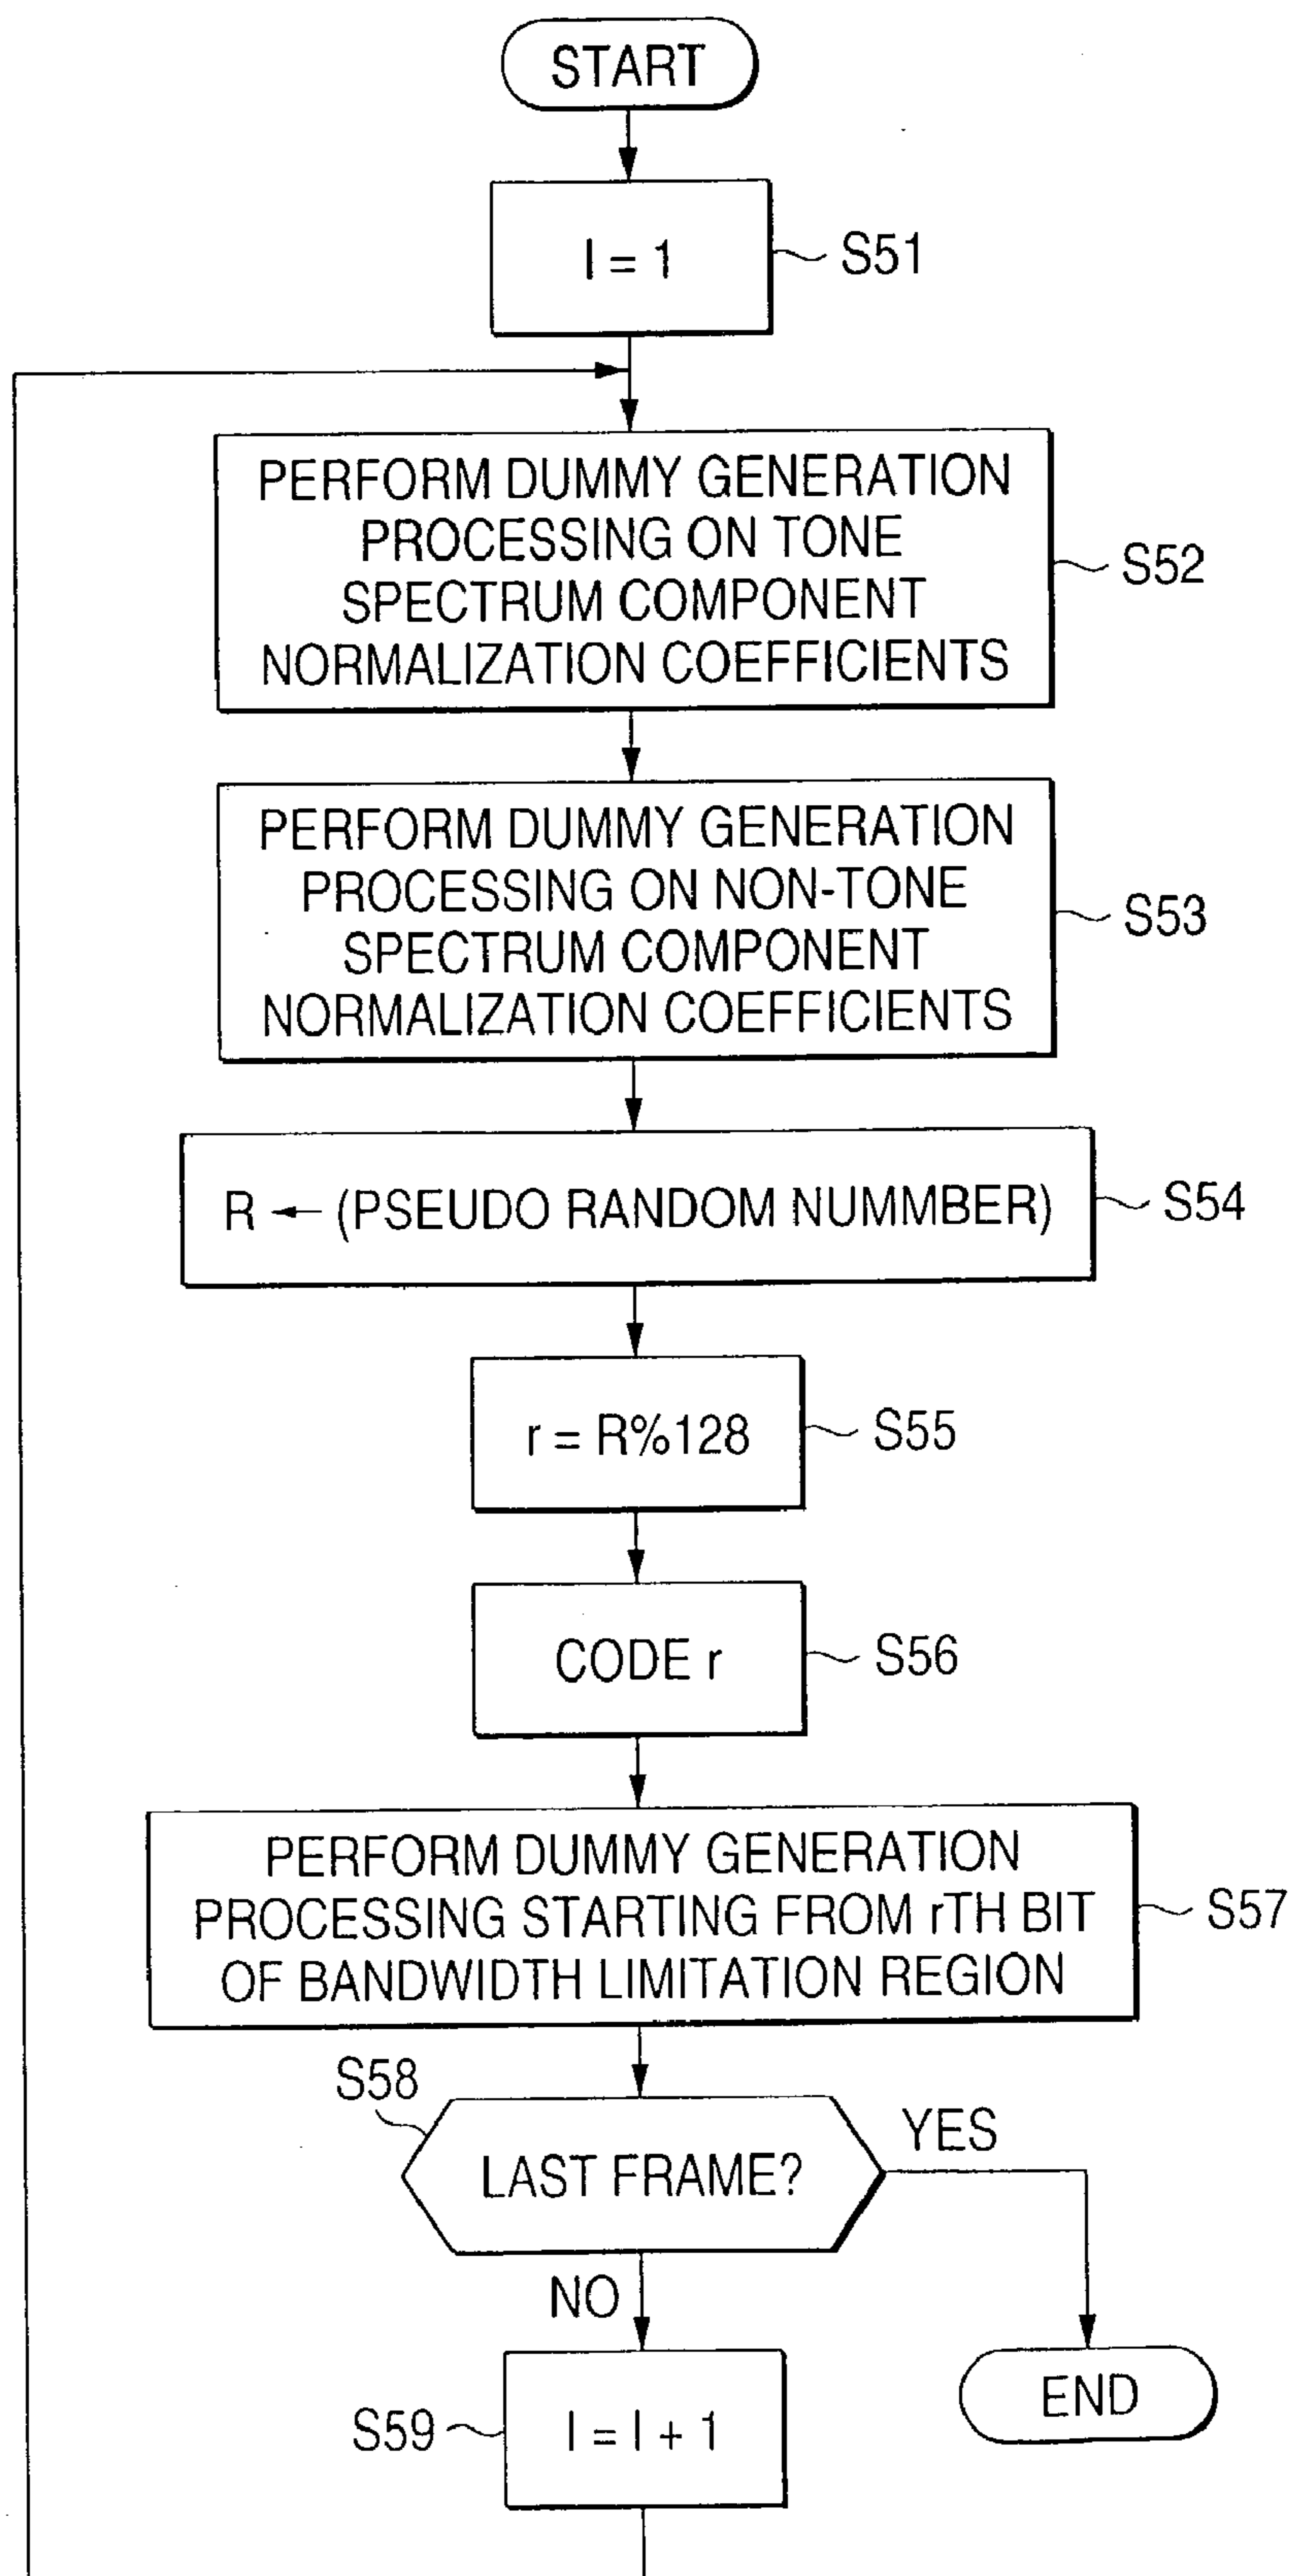 START
I = 1
S51
PERFORM DUMMY GENERATION
PROCESSING ON TONE
SPECTRUM COMPONENT
NORMALIZATION COEFFICIENTS
S52
PERFORM DUMMY GENERATION
PROCESSING ON NON-TONE
SPECTRUM COMPONENT
NORMALIZATION COEFFICIENTS
S53
R ← (PSEUDO RANDOM NUMMBER)
S54
r = R%128
S55
CODE r
S56
PERFORM DUMMY GENERATION
PROCESSING STARTING FROM rTH BIT
OF BANDWIDTH LIMITATION REGION
S57
S58
LAST FRAME?
YES
NO
END
S59
I = I + 1